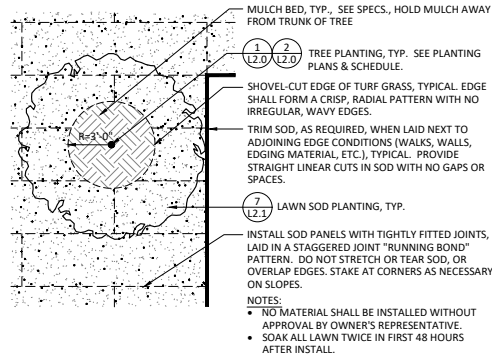 MULCH BED, TYP., SEE SPECS., HOLD MULCH AWAY
FROM TRUNK OF TREE
1
L2.0
2
L2.0
TREE PLANTING, TYP. SEE PLANTING
PLANS & SCHEDULE.
SHOVEL-CUT EDGE OF TURF GRASS, TYPICAL. EDGE
SHALL FORM A CRISP, RADIAL PATTERN WITH NO
IRREGULAR, WAVY EDGES.
R=3'-0"
TRIM SOD, AS REQUIRED, WHEN LAID NEXT TO
ADJOINING EDGE CONDITIONS (WALKS, WALLS,
EDGING MATERIAL, ETC.), TYPICAL. PROVIDE
STRAIGHT LINEAR CUTS IN SOD WITH NO GAPS OR
SPACES.
7
L2.1
LAWN SOD PLANTING, TYP.
INSTALL SOD PANELS WITH TIGHTLY FITTED JOINTS,
LAID IN A STAGGERED JOINT "RUNNING BOND"
PATTERN. DO NOT STRETCH OR TEAR SOD, OR
OVERLAP EDGES. STAKE AT CORNERS AS NECESSARY
ON SLOPES.
NOTES:
• NO MATERIAL SHALL BE INSTALLED WITHOUT
APPROVAL BY OWNER'S REPRESENTATIVE.
• SOAK ALL LAWN TWICE IN FIRST 48 HOURS
AFTER INSTALL.